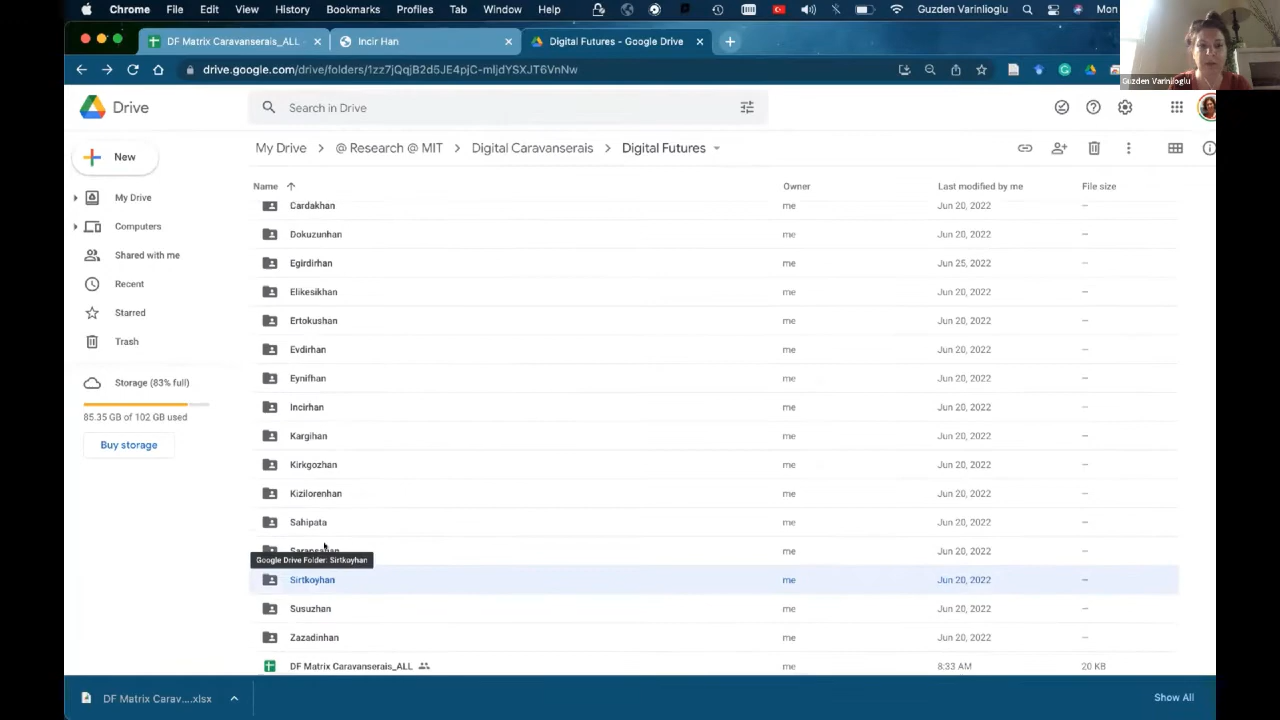 Chrome File Edit View History Bookmarks Profiles Tab Window Help Guzden Varinlioglu Mon
DF Matrix Caravanserais_ALL - Incir Han Digital Futures - Google Drive
drive.google.com/drive/folders/1zz7jQqjB2d5JE4pjC-mljdYSXJT6VnNw
Guzden Varinlioglu
Drive Search in Drive
New My Drive @ Research @ MIT Digital Caravanserais Digital Futures
Name Owner Last modified by me File size
My Drive
Computers
Shared with me
Recent
Starred
Trash
Storage (83% full)
85.35 GB of 102 GB used
Buy storage
Cardakhan me Jun 20, 2022 –
Dokuzunhan me Jun 20, 2022 –
Egirdirhan me Jun 25, 2022 –
Elikesikhan me Jun 20, 2022 –
Ertokushan me Jun 20, 2022 –
Evdirhan me Jun 20, 2022 –
Eynifhan me Jun 20, 2022 –
Incirhan me Jun 20, 2022 –
Kargihan me Jun 20, 2022 –
Kirkgozhan me Jun 20, 2022 –
Kizilorenhan me Jun 20, 2022 –
Sahipata me Jun 20, 2022 –
me Jun 20, 2022 –
Google Drive Folder: Sirtkoyhan
Sirtkoyhan me Jun 20, 2022 –
Susuzhan me Jun 20, 2022 –
Zazadinhan me Jun 20, 2022 –
DF Matrix Caravanserais_ALL me 8:33 AM 20 KB
DF Matrix Carav....xlsx Show All